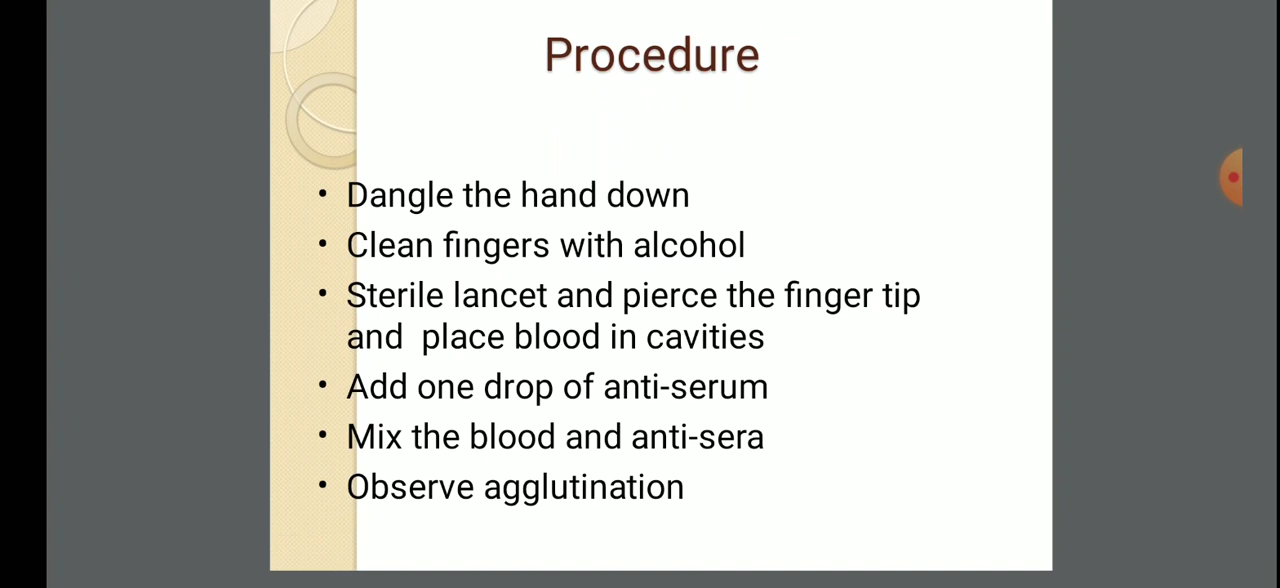 Procedure
• Dangle the hand down
• Clean fingers with alcohol
• Sterile lancet and pierce the finger tip
and  place blood in cavities
• Add one drop of anti-serum
• Mix the blood and anti-sera
• Observe agglutination